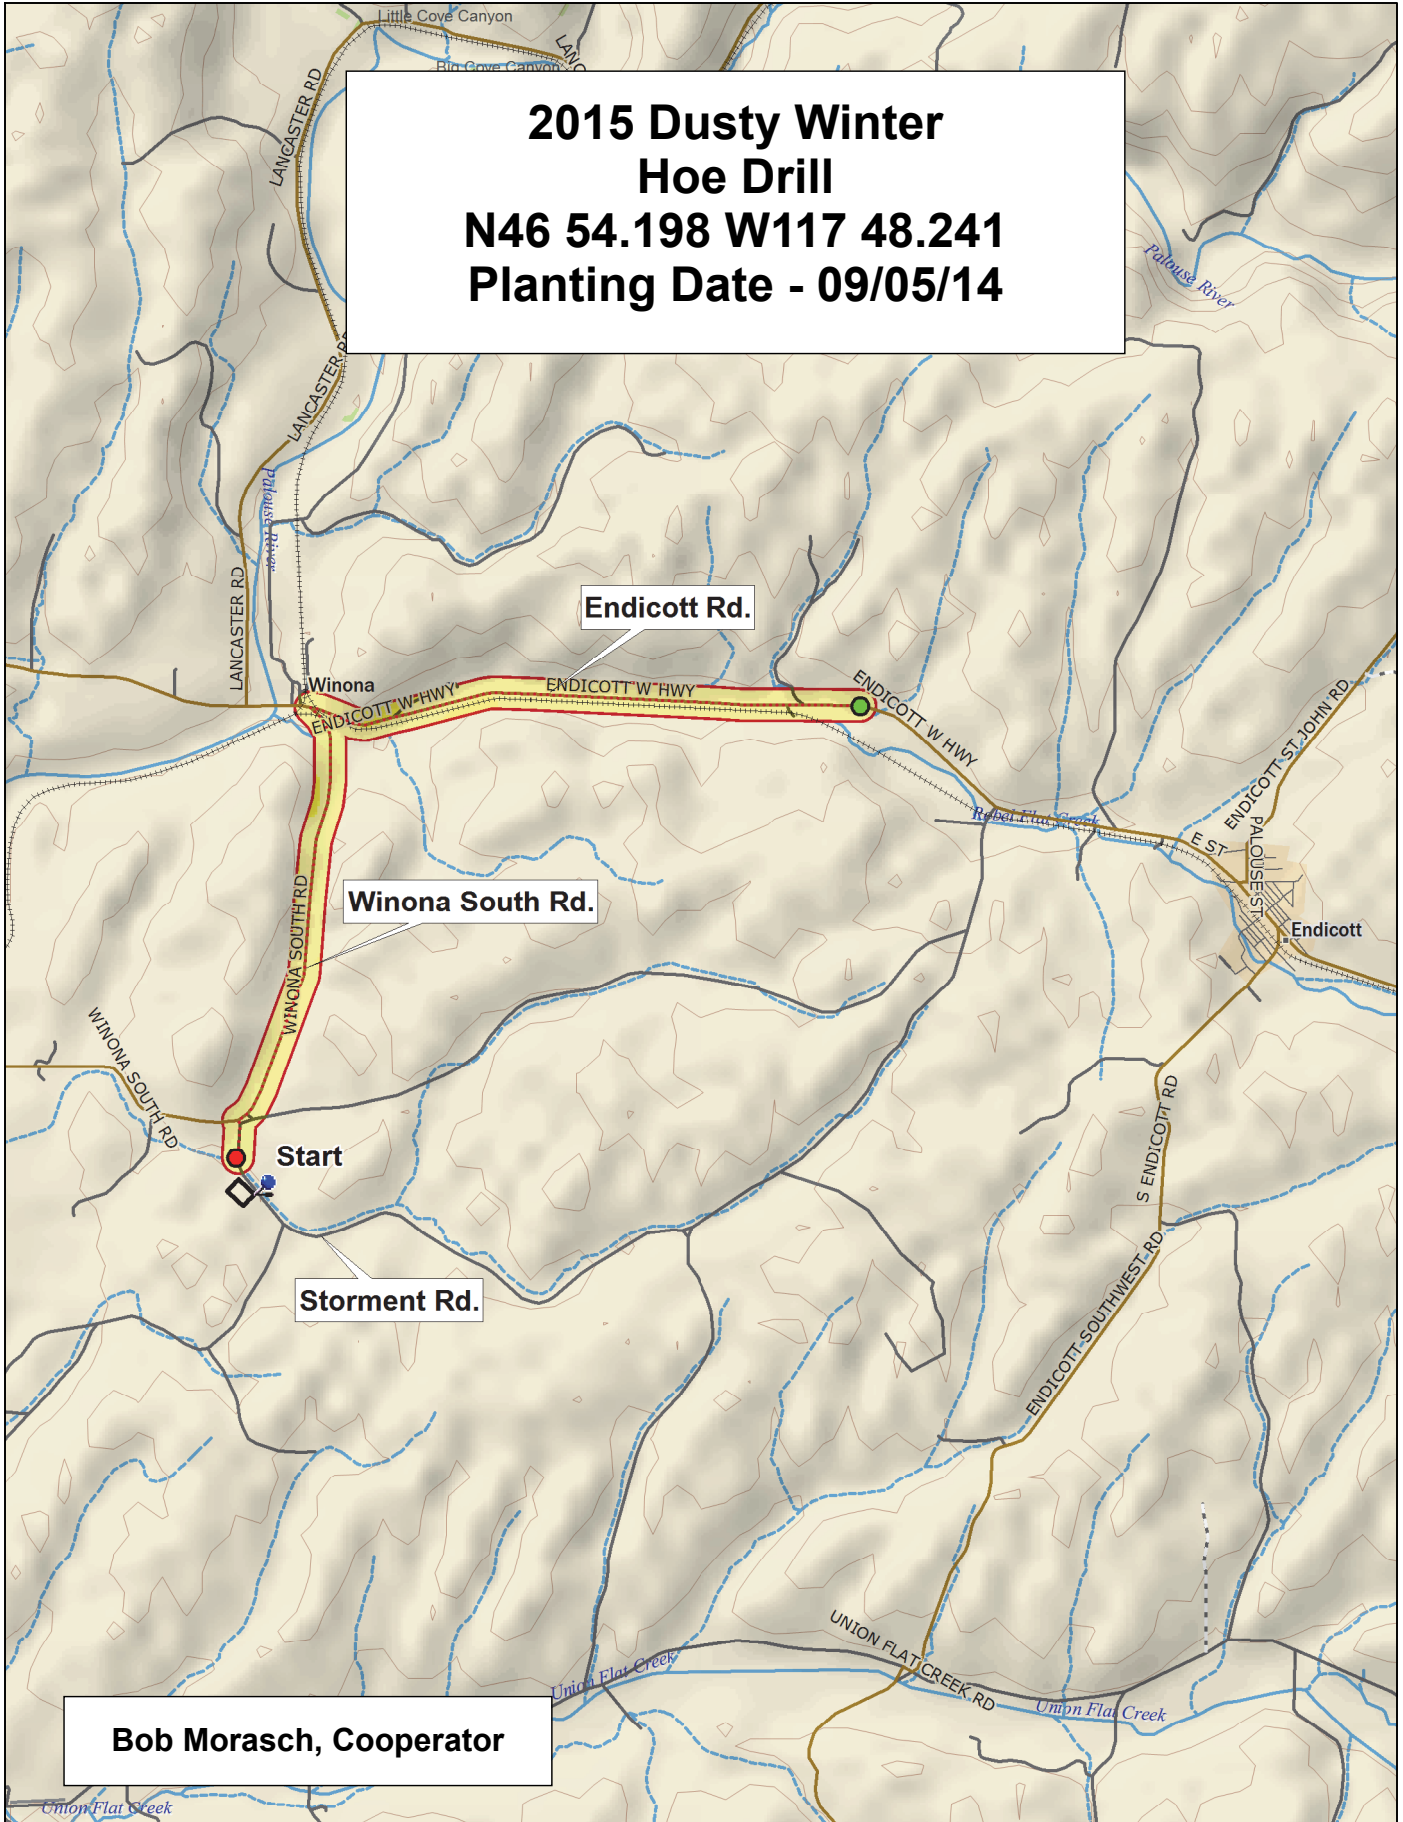 Little Cove Canyon
LANC
Big Cove Canyon
LANCASTER RD
2015 Dusty Winter
Hoe Drill
N46 54.198 W117 48.241
Planting Date - 09/05/14
Palouse River
LANCASTER R
Palouse River
LANCASTER RD
Endicott Rd.
Winona
ENDICOTT W HWY
ENDICOTT W HWY
ENDICOTT W HWY
ENDICOTT ST JOHN RD
Rebel Flat Creek
E ST
PALOUSE ST
Winona South Rd.
WINONA SOUTH RD
Endicott
WINONA SOUTH RD
S ENDICOTT RD
Start
Storment Rd.
ENDICOTT SOUTHWEST RD
UNION FLAT CREEK RD
Union Flat Creek
Union Flat Creek
Bob Morasch, Cooperator
Union Flat Creek